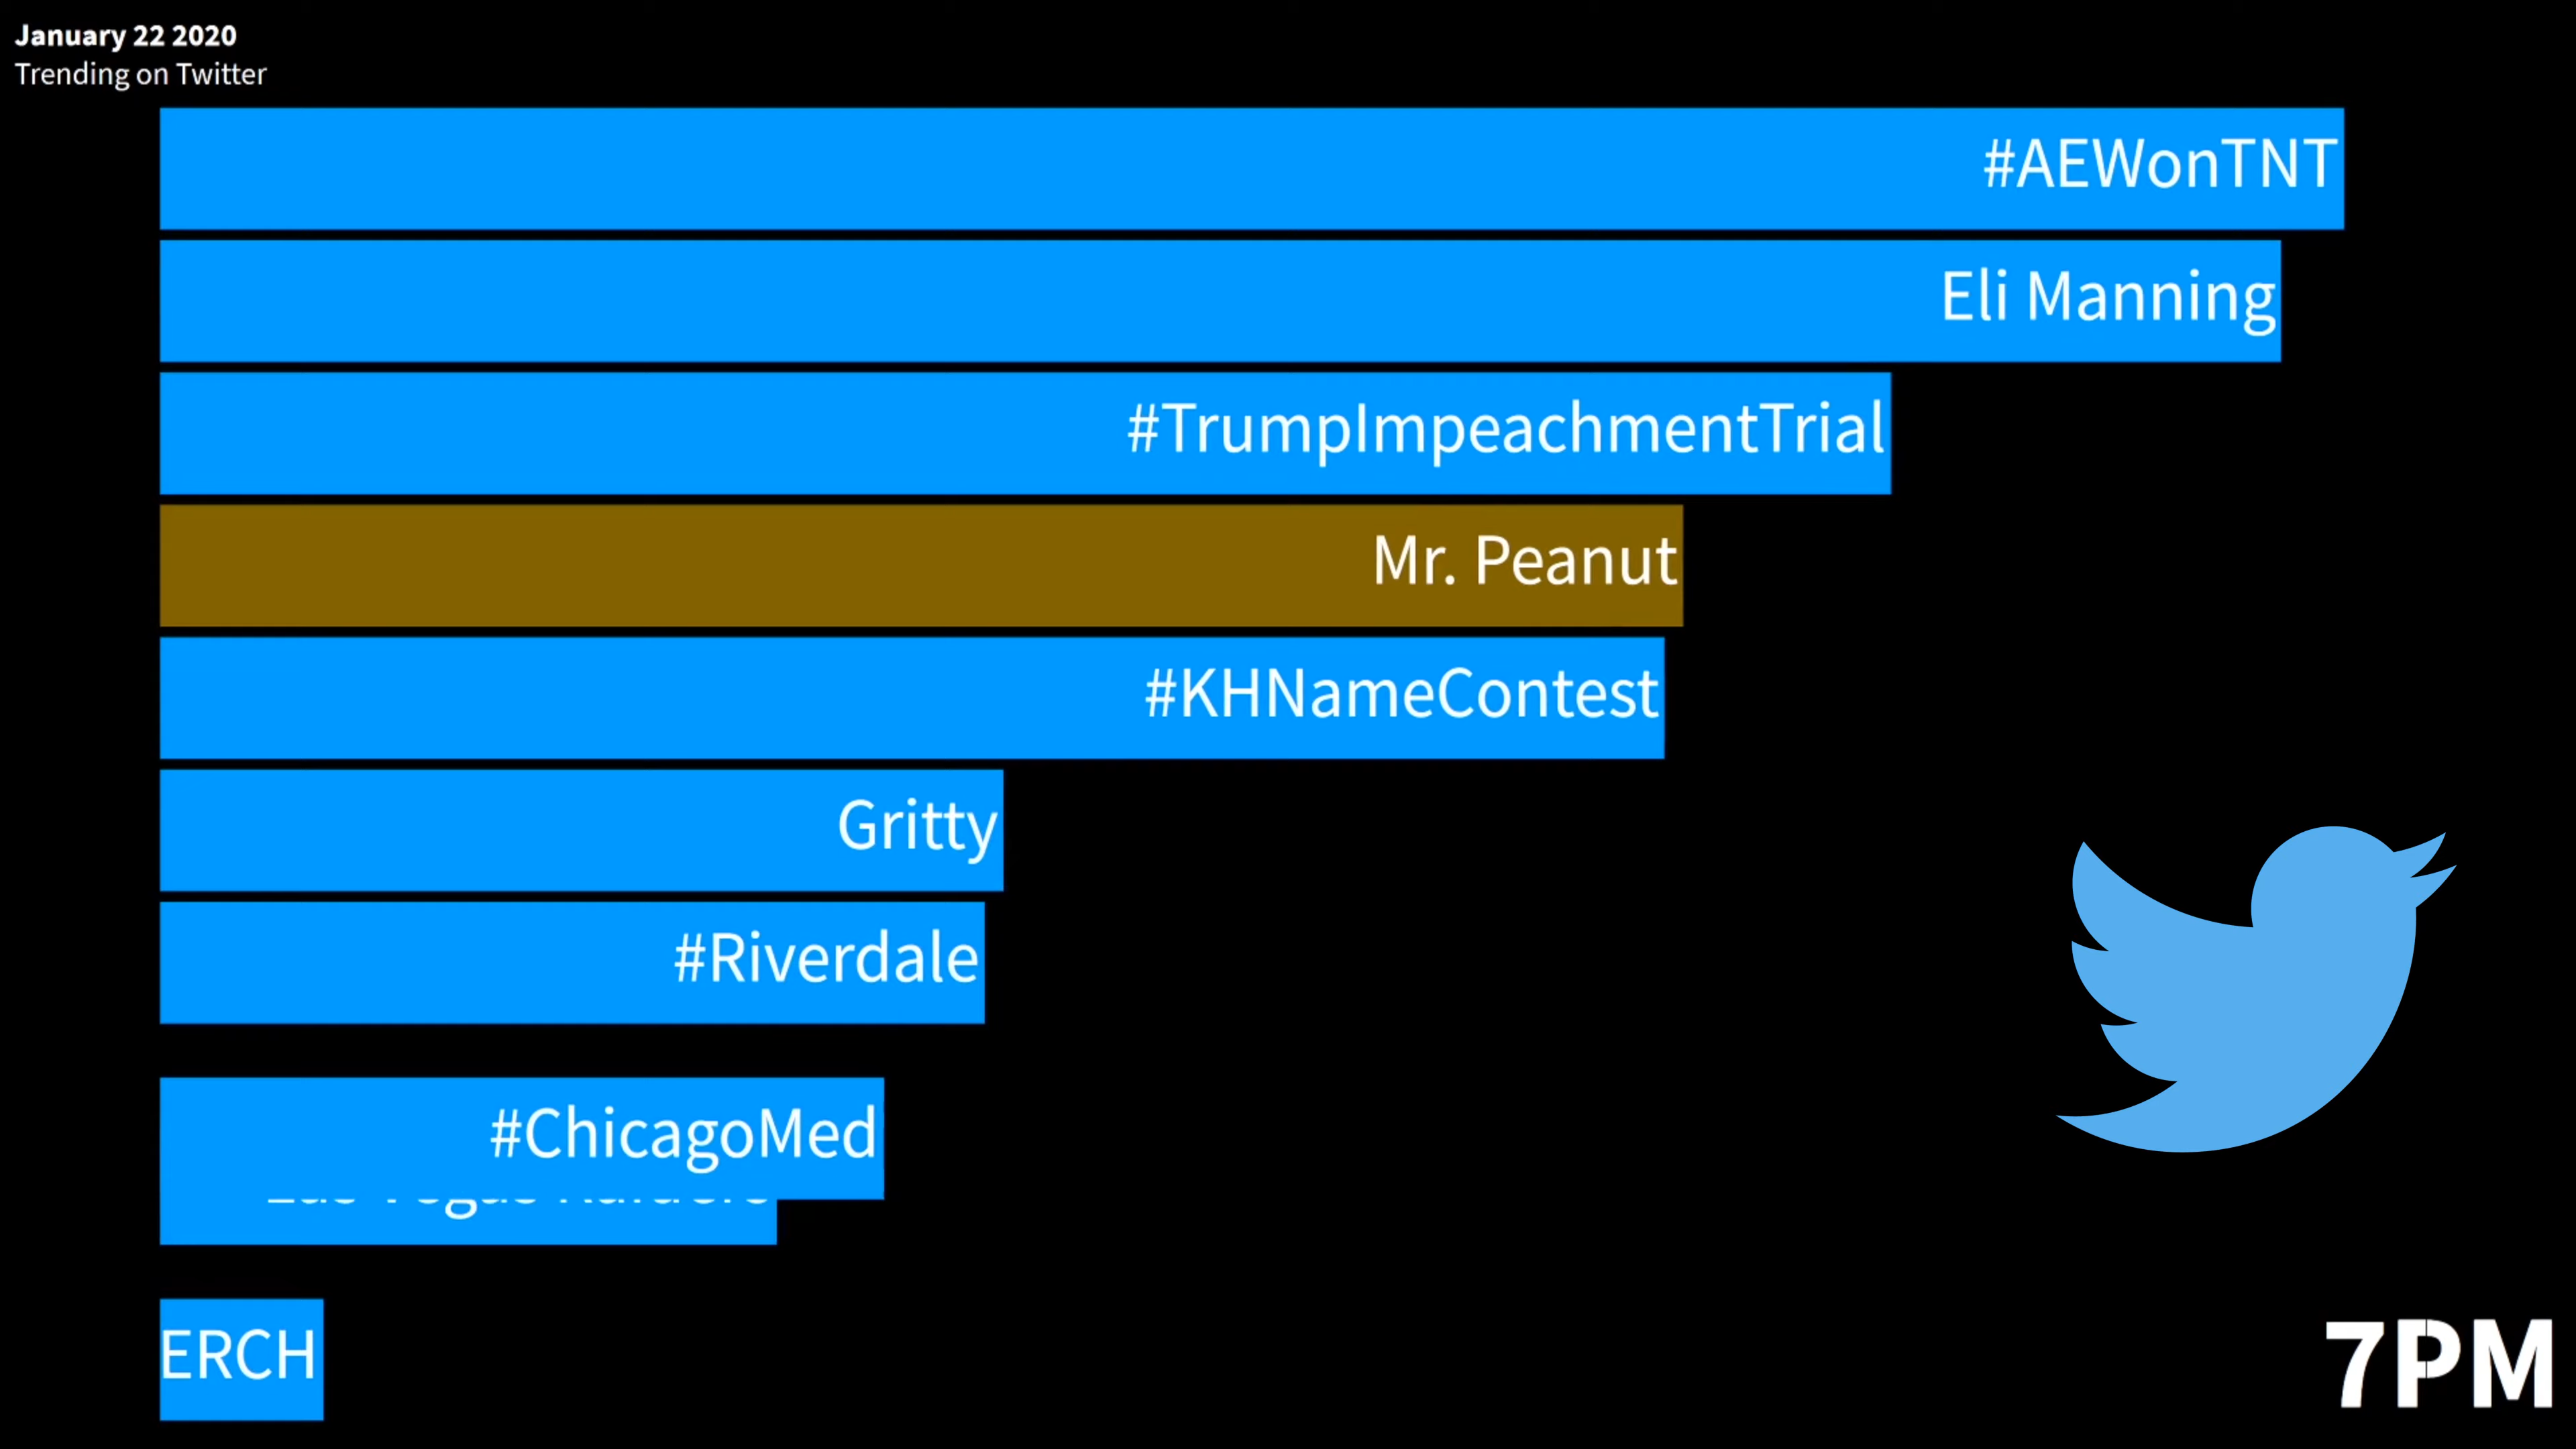 January 22 2020
Trending on Twitter
#AEWonTNT
Eli Manning
#TrumpImpeachmentTrial
Mr. Peanut
#KHNameContest
Gritty
#Riverdale
#ChicagoMed
ERCH
7PM